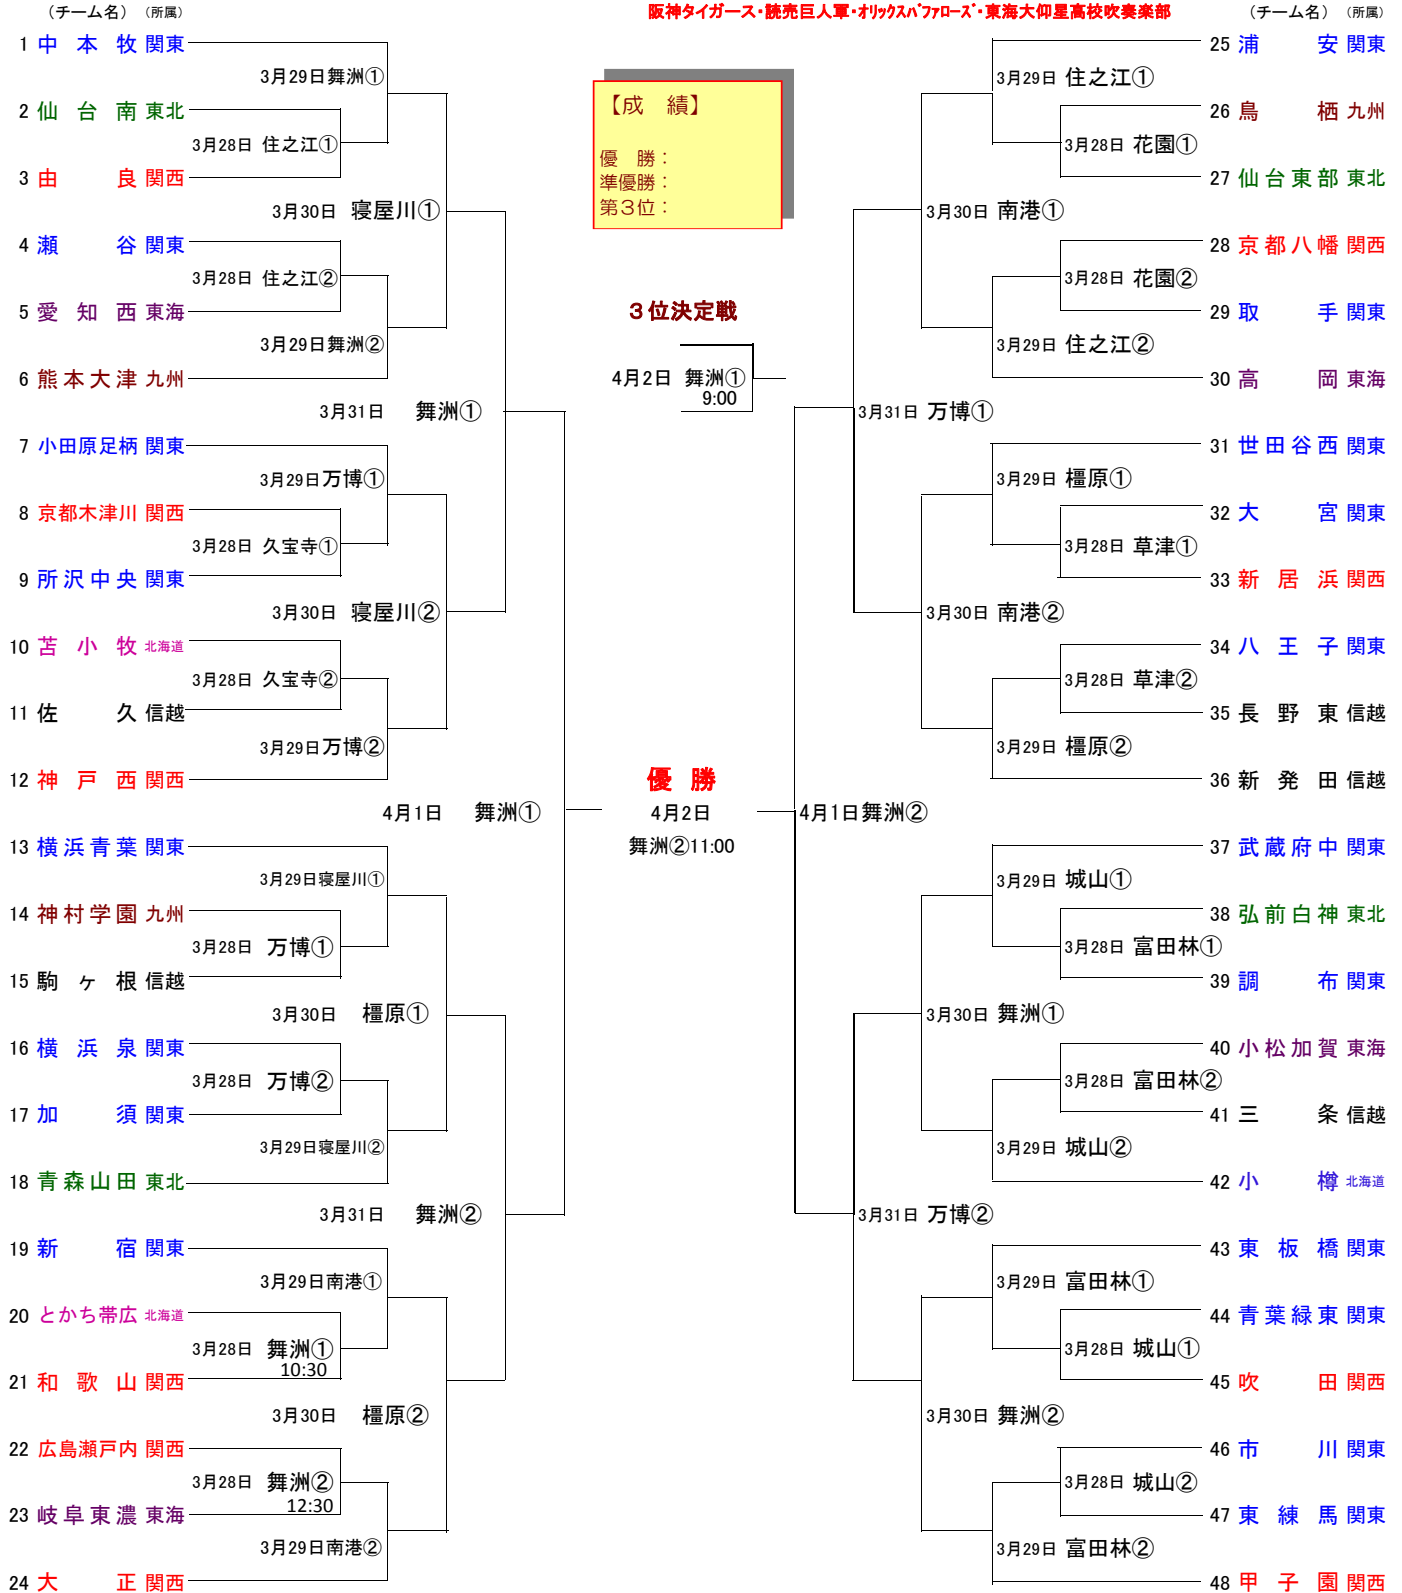 (チーム名) (所属)
阪神タイガース・読売巨人軍・オリックスバファローズ・東海大仰星高校吹奏楽部
(チーム名) (所属)
1 中本牧 関東
3月29日舞洲①
2 仙台南 東北
3月28日 住之江①
3 由良 関西
3月30日 寝屋川①
4 瀬谷 関東
3月28日 住之江②
5 愛知西 東海
3月29日舞洲②
6 熊本大津 九州
3月31日 舞洲①
7 小田原足柄 関東
3月29日万博①
8 京都木津川 関西
3月28日 久宝寺①
9 所沢中央 関東
3月30日 寝屋川②
10 苫小牧 北海道
3月28日 久宝寺②
11 佐久 信越
3月29日万博②
12 神戸西 関西
4月1日 舞洲①
13 横浜青葉 関東
3月29日寝屋川①
14 神村学園 九州
3月28日 万博①
15 駒ヶ根 信越
3月30日 橿原①
16 横浜泉 関東
3月28日 万博②
17 加須 関東
3月29日寝屋川②
18 青森山田 東北
3月31日 舞洲②
19 新宿 関東
3月29日南港①
20 とかち帯広 北海道
3月28日 舞洲①
10:30
21 和歌山 関西
3月30日 橿原②
22 広島瀬戸内 関西
3月28日 舞洲②
12:30
23 岐阜東濃 東海
3月29日南港②
24 大正 関西
【成 績】
優 勝：
準優勝：
第3位：
3位決定戦
4月2日 舞洲①
9:00
優 勝
4月2日
舞洲②11:00
25 浦安 関東
3月29日 住之江①
26 鳥栖 九州
3月28日 花園①
27 仙台東部 東北
3月30日 南港①
28 京都八幡 関西
3月28日 花園②
29 取手 関東
3月29日 住之江②
30 高岡 東海
3月31日 万博①
31 世田谷西 関東
3月29日 橿原①
32 大宮 関東
3月28日 草津①
33 新居浜 関西
3月30日 南港②
34 八王子 関東
3月28日 草津②
35 長野東 信越
3月29日 橿原②
36 新発田 信越
4月1日舞洲②
37 武蔵府中 関東
3月29日 城山①
38 弘前白神 東北
3月28日 富田林①
39 調布 関東
3月30日 舞洲①
40 小松加賀 東海
3月28日 富田林②
41 三条 信越
3月29日 城山②
42 小樽 北海道
3月31日 万博②
43 東板橋 関東
3月29日 富田林①
44 青葉緑東 関東
3月28日 城山①
45 吹田 関西
3月30日 舞洲②
46 市川 関東
3月28日 城山②
47 東練馬 関東
3月29日 富田林②
48 甲子園 関西